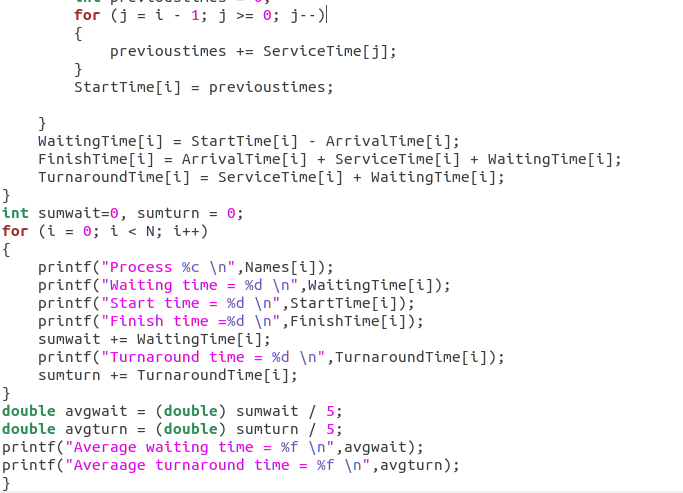 int previoustimes = 0;
for (j = i - 1; j >= 0; j--)
{
previoustimes += ServiceTime[j];
}
StartTime[i] = previoustimes;
}
WaitingTime[i] = StartTime[i] - ArrivalTime[i];
FinishTime[i] = ArrivalTime[i] + ServiceTime[i] + WaitingTime[i];
TurnaroundTime[i] = ServiceTime[i] + WaitingTime[i];
}
int sumwait=0, sumturn = 0;
for (i = 0; i < N; i++)
{
printf("Process %c \n",Names[i]);
printf("Waiting time = %d \n",WaitingTime[i]);
printf("Start time = %d \n",StartTime[i]);
printf("Finish time =%d \n",FinishTime[i]);
sumwait += WaitingTime[i];
printf("Turnaround time = %d \n",TurnaroundTime[i]);
sumturn += TurnaroundTime[i];
}
double avgwait = (double) sumwait / 5;
double avgturn = (double) sumturn / 5;
printf("Average waiting time = %f \n",avgwait);
printf("Averaage turnaround time = %f \n",avgturn);
}